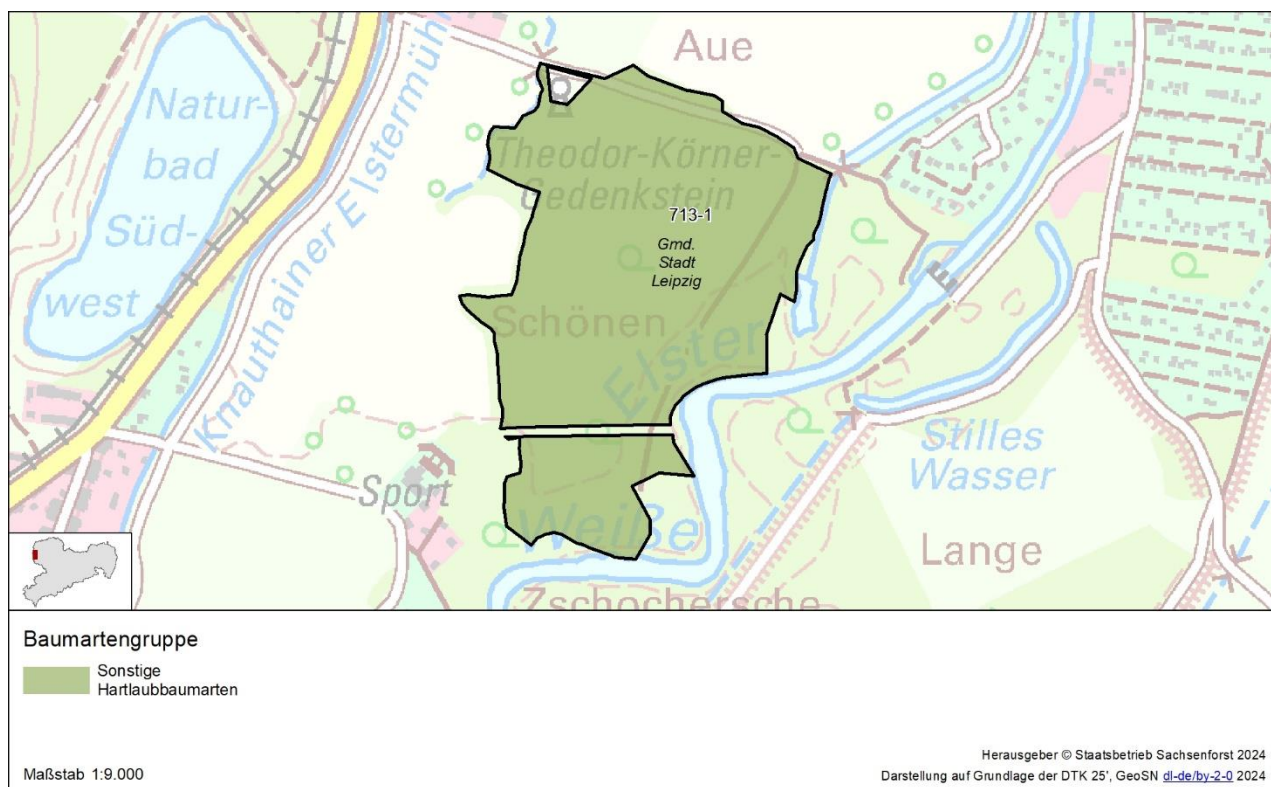 Aue
Natur-
bad
Süd-
west
Knauthainer Elstermüh
Theodor-Körner-
Gedenkstein
713-1
Gmd.
Stadt
Leipzig
Schönen
Elster
Stilles
Wasser
Sport
Weiße
Lange
Zschochersche
Baumartengruppe
Sonstige
Hartlaubbaumarten
Maßstab 1:9.000
Herausgeber © Staatsbetrieb Sachsenforst 2024
Darstellung auf Grundlage der DTK 25', GeoSN dl-de/by-2-0 2024